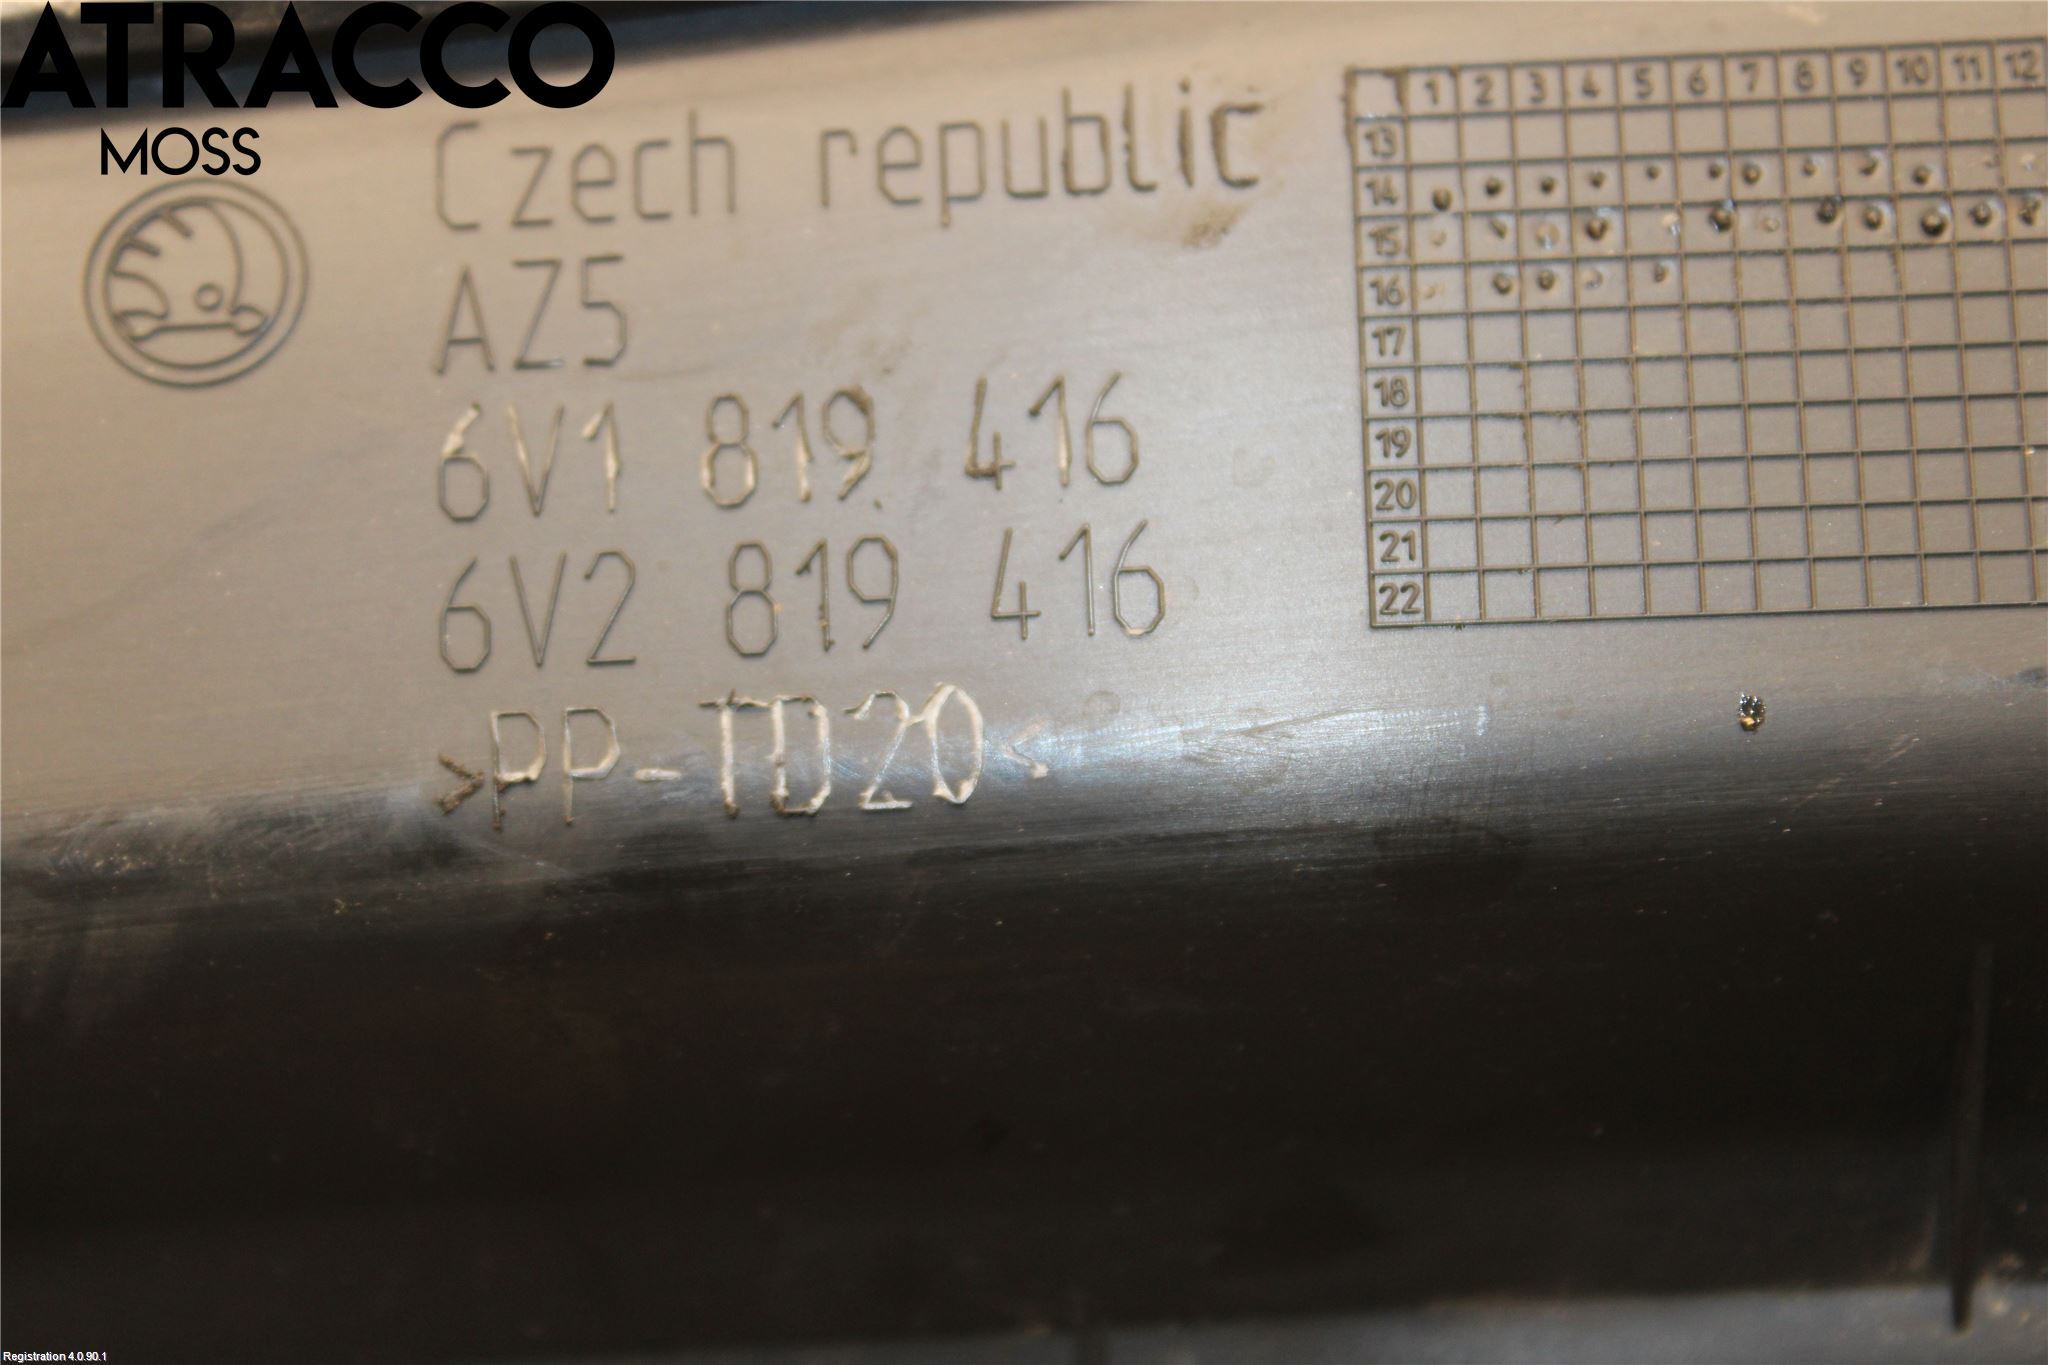 ATRACCO
MOSS
Czech republic
AZ5
6V1 819 416
6V2 819 416
>PP-TD20<
1 2 3 4 5 6 7 8 9 10 11 12
13
14
15
16
17
18
19
20
21
22
Registration 4.0.90.1